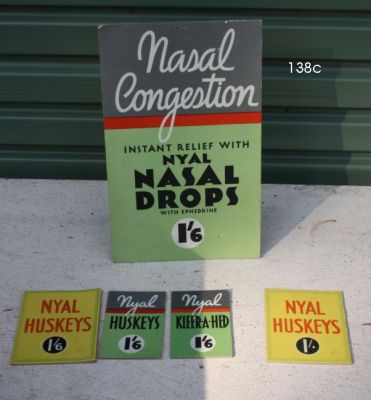 Nasal
Congestion
138c
INSTANT RELIEF WITH
NYAL
NASAL
DROPS
WITH EPHEDRINE
1'6
NYAL
HUSKEYS
1'6
Nyal
HUSKEYS
1'6
Nyal
KLEER-A-HED
1'6
NYAL
HUSKEYS
1'-